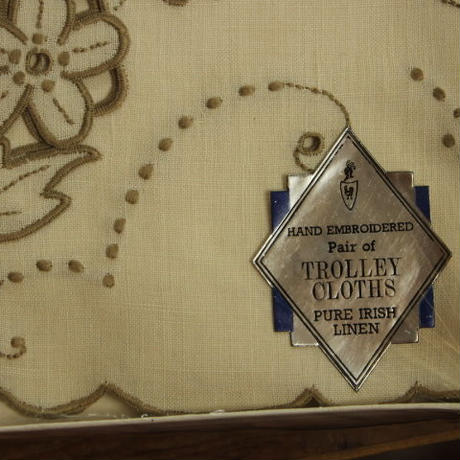 HAND EMBROIDERED
Pair of
TROLLEY
CLOTHS
PURE IRISH
LINEN